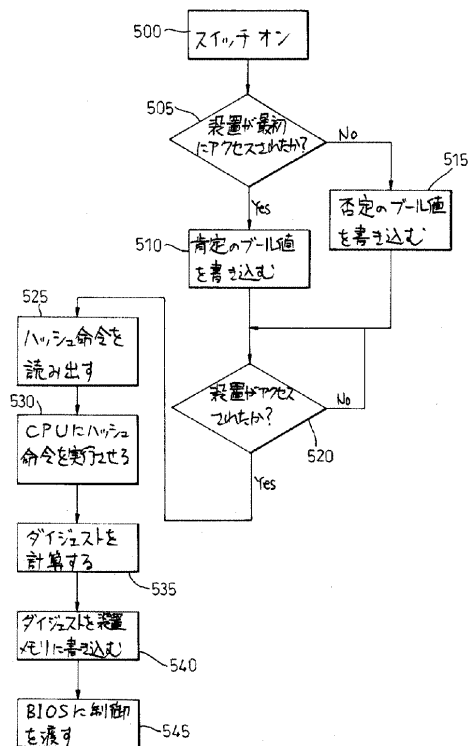 500
スイッチ オン
505
設置が最初
にアクセスされたか?
No
515
否定のブール値
を書き込む
Yes
510
肯定のブール値
を書き込む
525
ハッシュ命令を
読み出す
設置がアクセス
されたか?
No
520
Yes
530
CPUにハッシュ
命令を実行させる
ダイジェストを
計算する
535
ダイジェストを装置
メモリに書き込む
540
BIOSに制御
を渡す
545